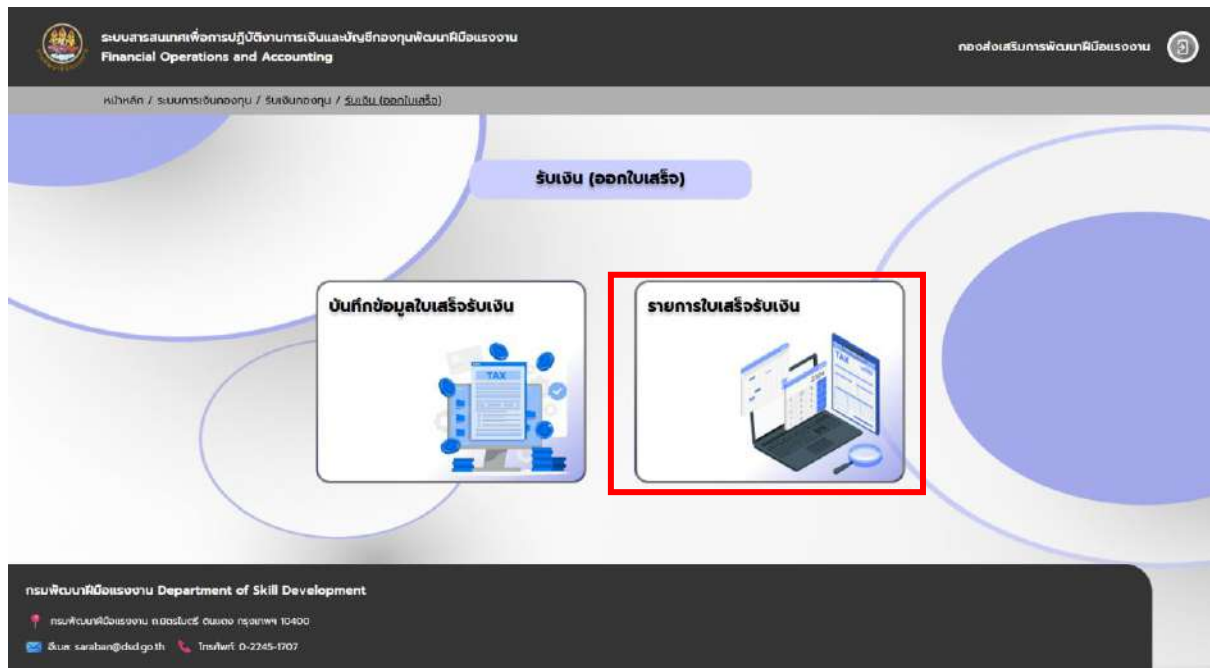 ระบบสารสนเทศเพื่อการปฏิบัติงานการเงินและบัญชีกองทุนพัฒนาฝีมือแรงงาน
Financial Operations and Accounting
กองส่งเสริมการพัฒนาฝีมือแรงงาน
หน้าหลัก / ระบบการเงินกองทุน / รับเงินกองทุน / รับเงิน (ออกใบเสร็จ)
รับเงิน (ออกใบเสร็จ)
บันทึกข้อมูลใบเสร็จรับเงิน
รายการใบเสร็จรับเงิน
TAX
TAX
2024
กรมพัฒนาฝีมือแรงงาน Department of Skill Development
กรมพัฒนาฝีมือแรงงาน ถ.มิตรไมตรี ดินแดง กรุงเทพฯ 10400
อีเมล: saraban@dsd.go.th โทรศัพท์: 0-2245-1707